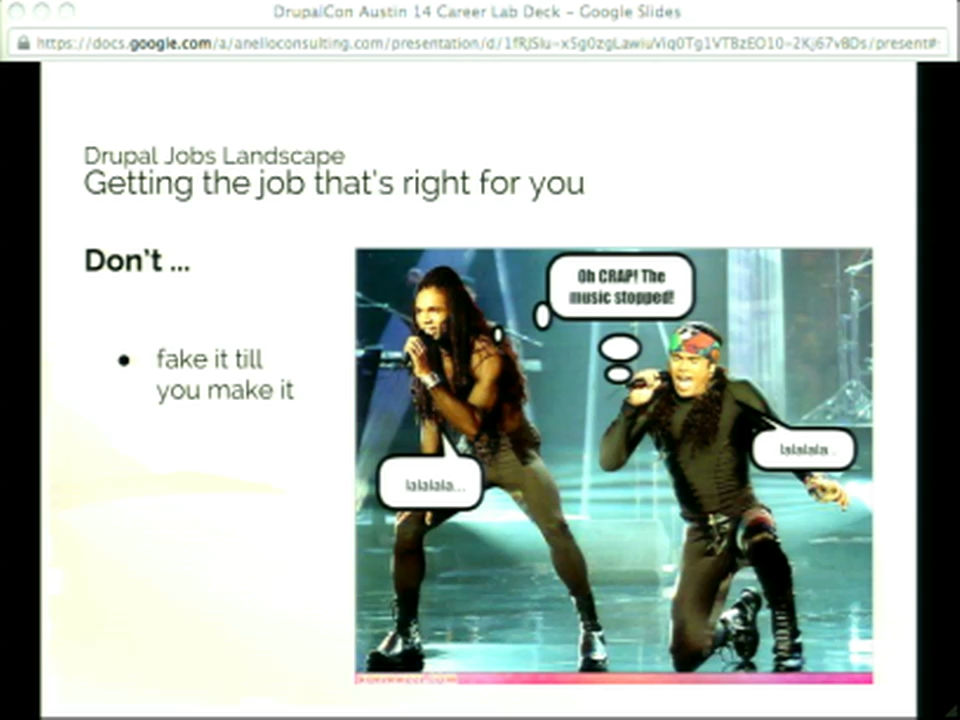 DrupalCon Austin 14 Career Lab Deck – Google Slides
Drupal Jobs Landscape
Getting the job that's right for you
Don't ...
Oh CRAP! The
music stopped!
● fake it till
you make it
lalalala...
lalalala..